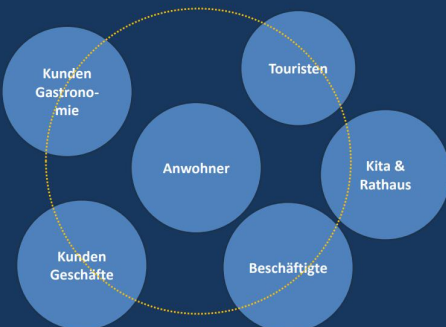 Kunden
Gastrono-
mie
Touristen
Anwohner
Kita &
Rathaus
Kunden
Geschäfte
Beschäftigte